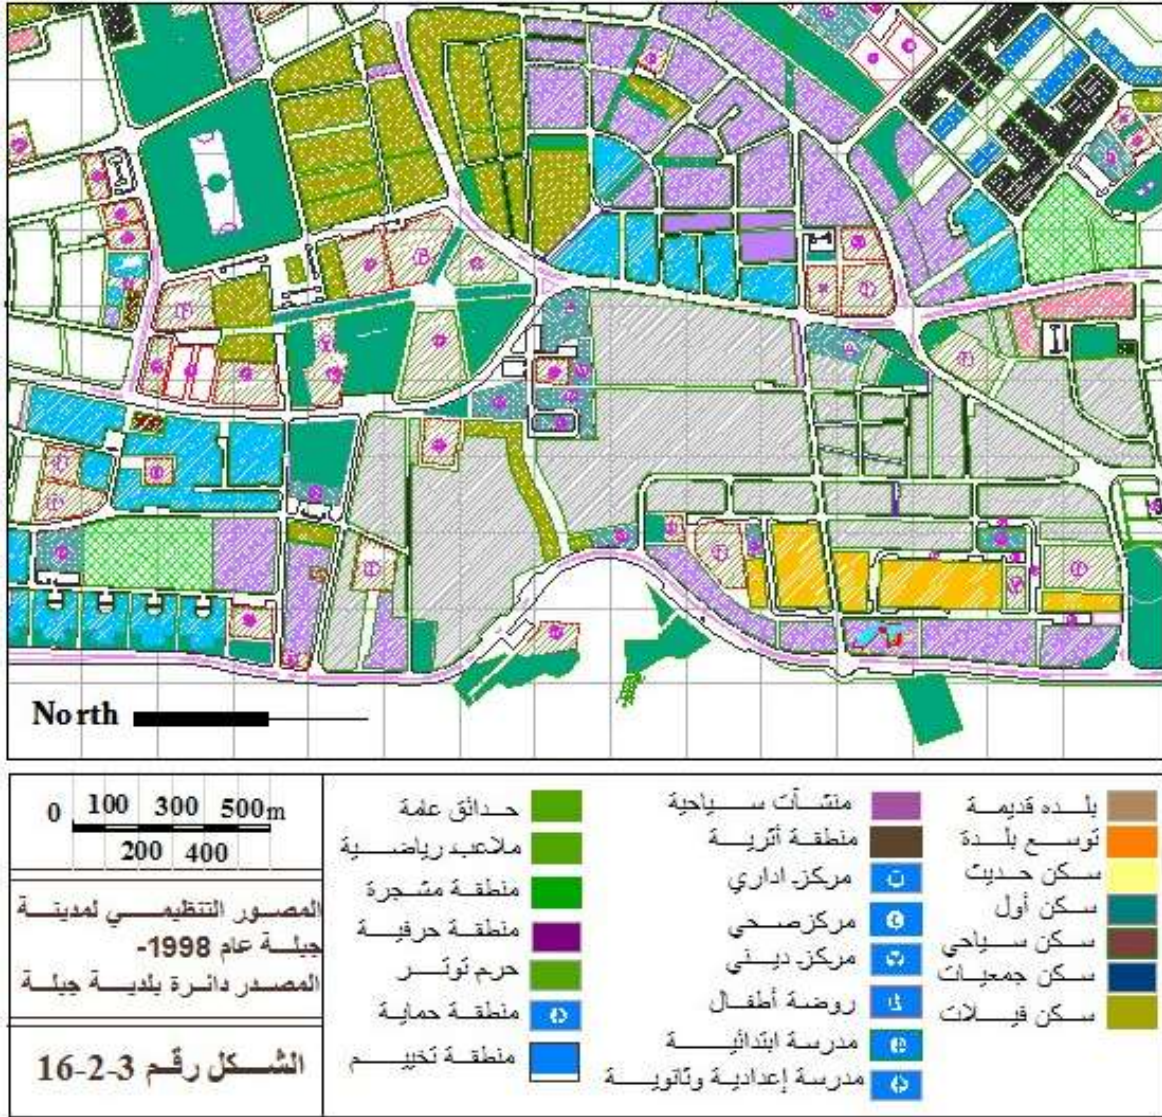 North
0 100 300 500m
200 400
المصور التنظيمي لمدينة
جبلة عام 1998-
المصدر دائرة بلدية جبلة
الشكل رقم 3-2-16
بلده قديمة
توسع بلدة
سكن حديث
سكن أول
سكن سياحي
سكن جمعيات
سكن فيلات
منشآت سياحية
منطقة أثرية
مركز اداري
مركز صحي
مركز ديني
روضة أطفال
مدرسة ابتدائية
مدرسة إعدادية وثانوية
حدائق عامة
ملاعب رياضية
منطقة مشجرة
منطقة حرفية
حرم توتر
منطقة حماية
منطقة تخييم